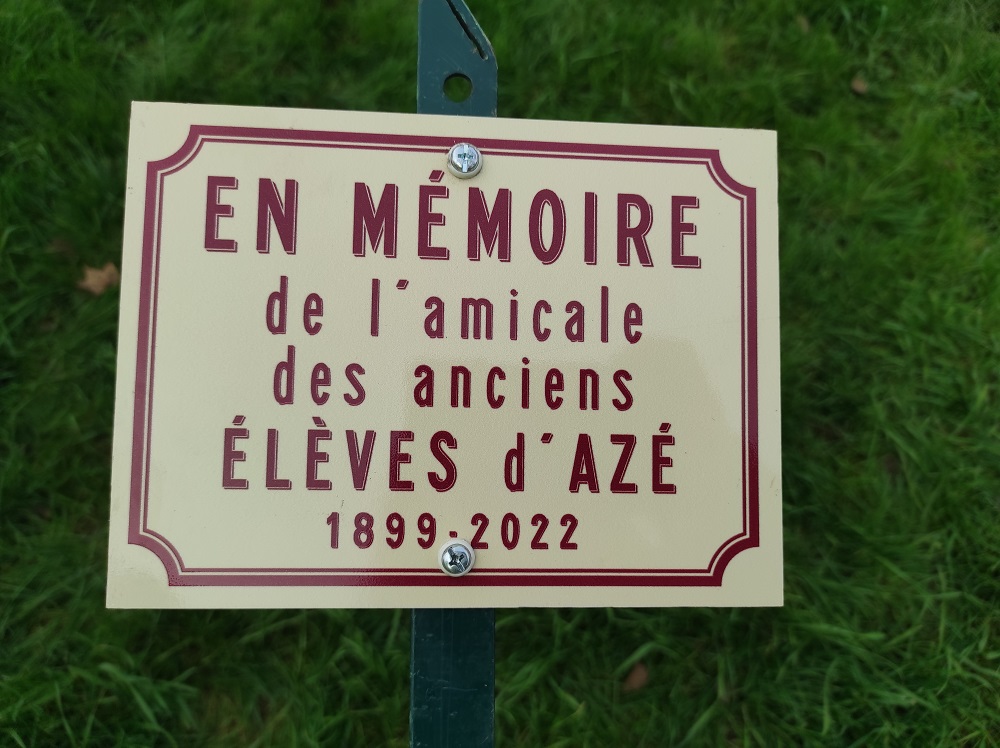 EN MÉMOIRE
de l'amicale
des anciens
ÉLÈVES d'AZÉ
1899-2022